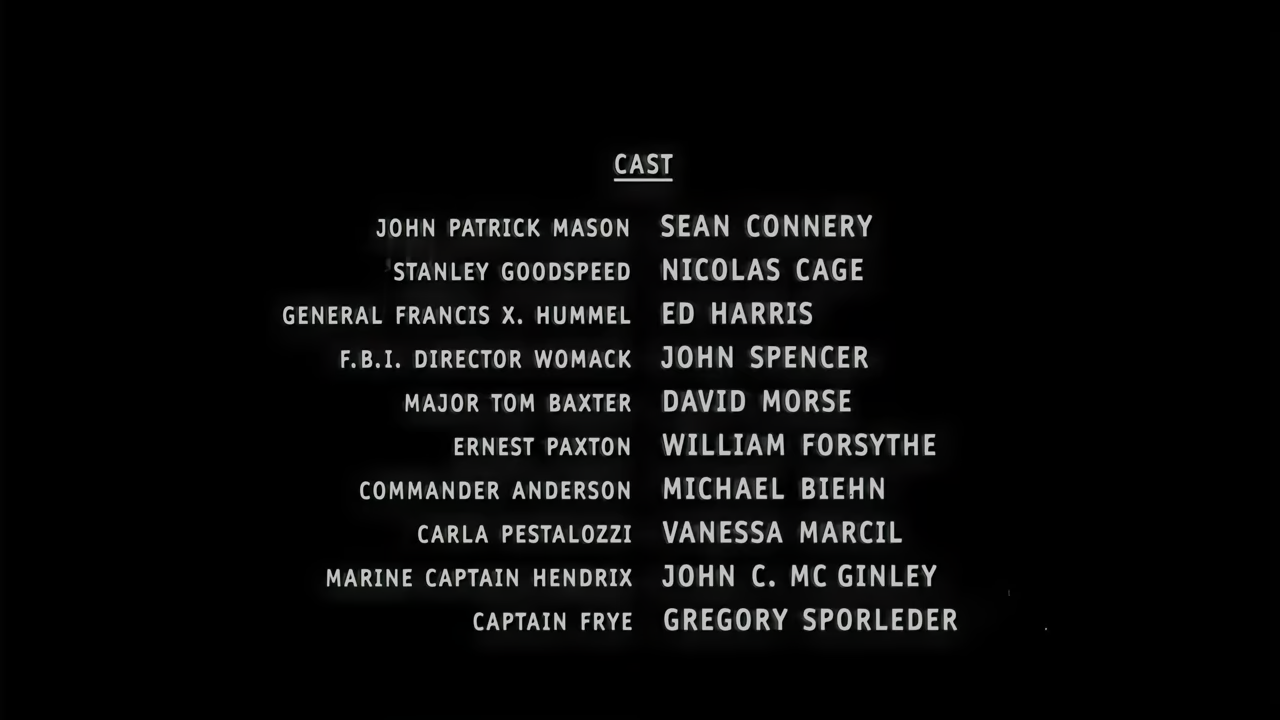 CAST
JOHN PATRICK MASON SEAN CONNERY
STANLEY GOODSPEED NICOLAS CAGE
GENERAL FRANCIS X. HUMMEL ED HARRIS
F.B.I. DIRECTOR WOMACK JOHN SPENCER
MAJOR TOM BAXTER DAVID MORSE
ERNEST PAXTON WILLIAM FORSYTHE
COMMANDER ANDERSON MICHAEL BIEHN
CARLA PESTALOZZI VANESSA MARCIL
MARINE CAPTAIN HENDRIX JOHN C. MC GINLEY
CAPTAIN FRYE GREGORY SPORLEDER